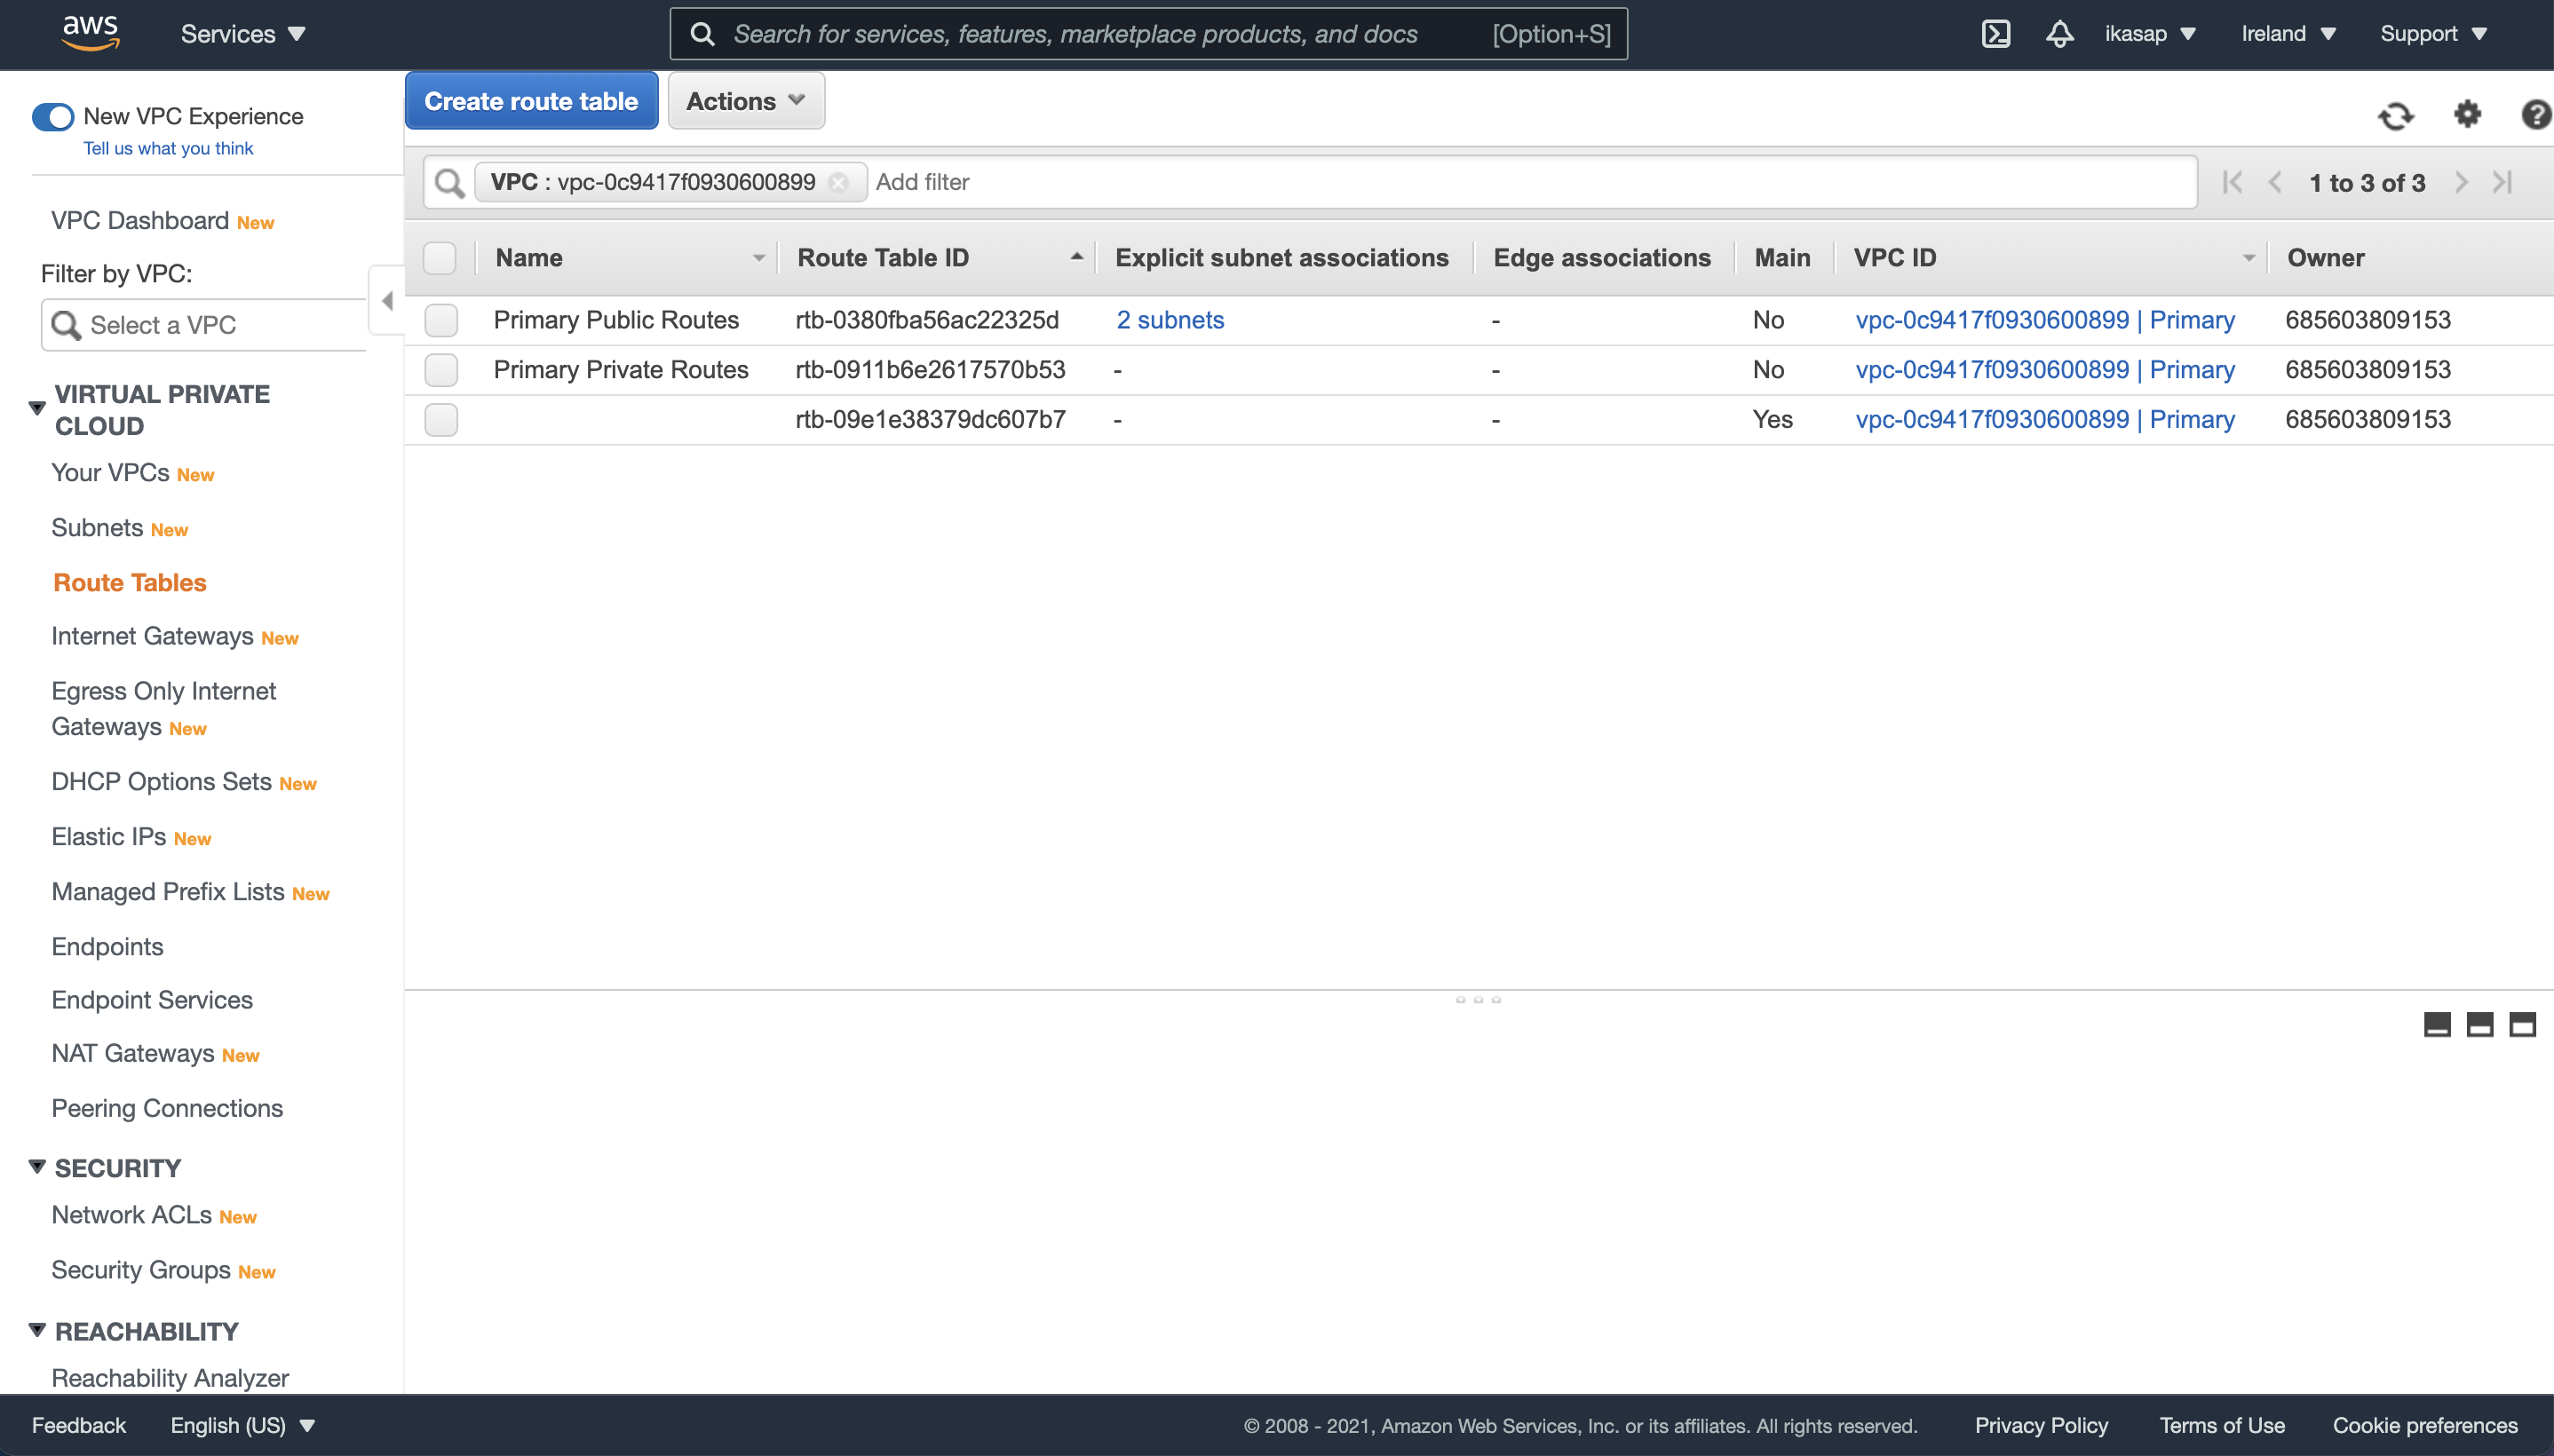 aws Services Search for services, features, marketplace products, and docs [Option+S] ikasap Ireland Support
New VPC Experience
Tell us what you think
VPC Dashboard New
Filter by VPC:
Select a VPC
VIRTUAL PRIVATE
CLOUD
Your VPCs New
Subnets New
Route Tables
Internet Gateways New
Egress Only Internet
Gateways New
DHCP Options Sets New
Elastic IPs New
Managed Prefix Lists New
Endpoints
Endpoint Services
NAT Gateways New
Peering Connections
SECURITY
Network ACLs New
Security Groups New
REACHABILITY
Reachability Analyzer
Create route table Actions
VPC : vpc-0c9417f0930600899 Add filter 1 to 3 of 3
Name Route Table ID Explicit subnet associations Edge associations Main VPC ID Owner
Primary Public Routes rtb-0380fba56ac22325d 2 subnets - No vpc-0c9417f0930600899 | Primary 685603809153
Primary Private Routes rtb-0911b6e2617570b53 - - No vpc-0c9417f0930600899 | Primary 685603809153
rtb-09e1e38379dc607b7 - - Yes vpc-0c9417f0930600899 | Primary 685603809153
Feedback English (US) © 2008 - 2021, Amazon Web Services, Inc. or its affiliates. All rights reserved. Privacy Policy Terms of Use Cookie preferences